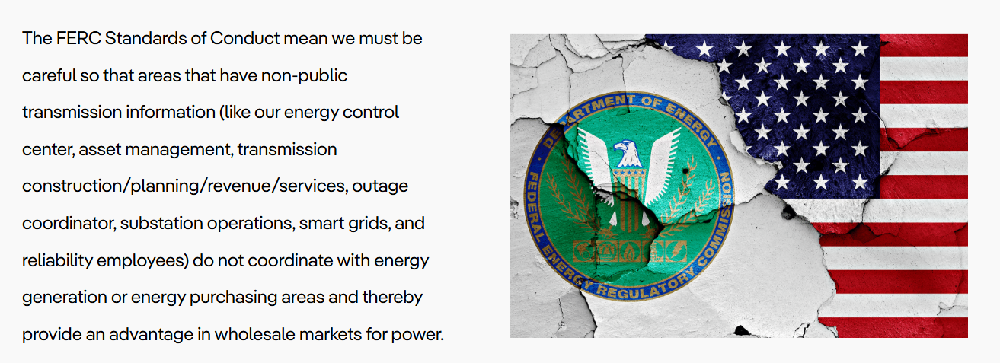 The FERC Standards of Conduct mean we must be
careful so that areas that have non-public
transmission information (like our energy control
center, asset management, transmission
construction/planning/revenue/services, outage
coordinator, substation operations, smart grids, and
reliability employees) do not coordinate with energy
generation or energy purchasing areas and thereby
provide an advantage in wholesale markets for power.
DEPARTMENT OF ENERGY
FEDERAL ENERGY REGULATORY COMMISSION